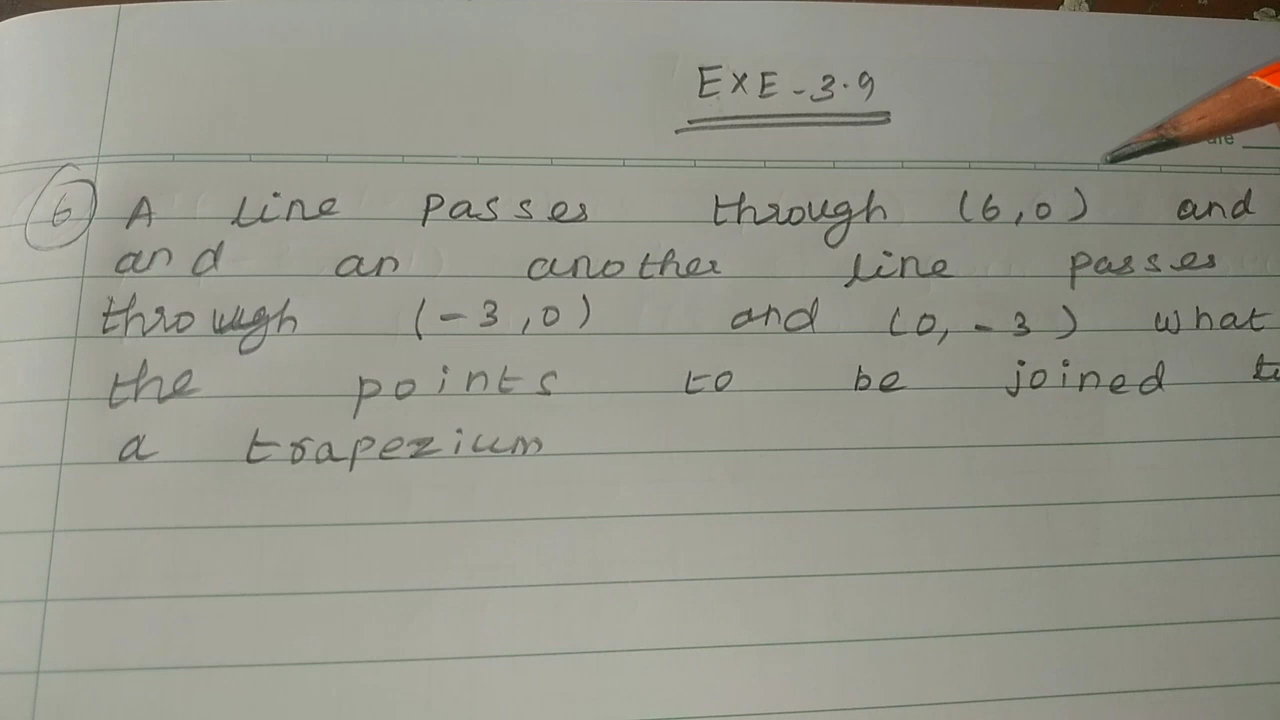 EXE-3.9
6 A line passes through (6,0) and
and an another line passes
through (-3,0) and (0,-3) what
the points to be joined
a trapezium